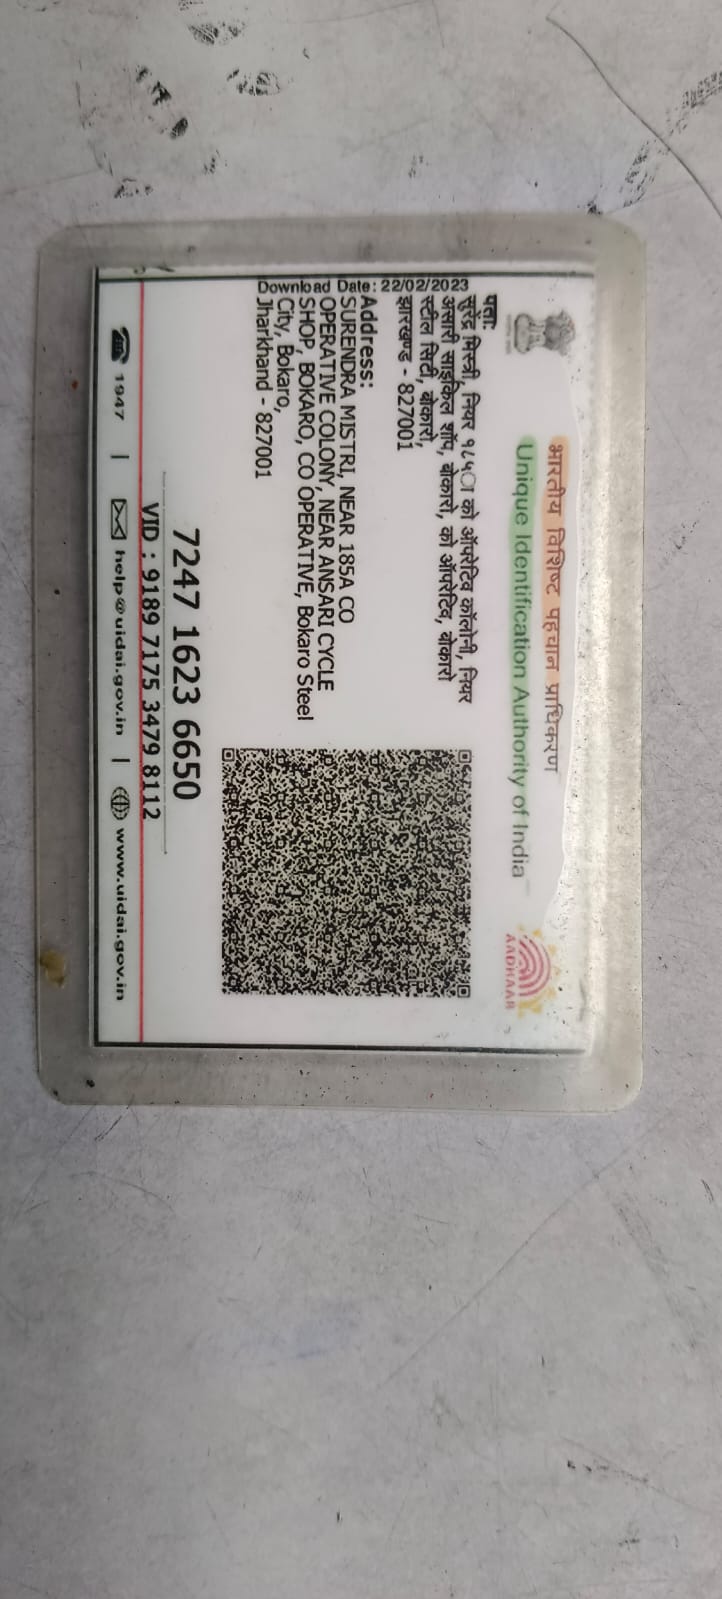 भारतीय विशिष्ट पहचान प्राधिकरण
Unique Identification Authority of India
AADHAAR
Download Date: 22/02/2023
पता:
सुरेंद्र मिस्त्री, नियर १८५ा को ऑपरेटिव कॉलोनी, नियर
अंसारी साइकिल शॉप, बोकारो, को ऑपरेटिव, बोकारो
स्टील सिटी, बोकारो,
झारखण्ड - 827001
Address:
SURENDRA MISTRI, NEAR 185A CO
OPERATIVE COLONY, NEAR ANSARI CYCLE
SHOP, BOKARO, CO OPERATIVE, Bokaro Steel
City, Bokaro,
Jharkhand - 827001
7247 1623 6650
VID : 9189 7175 3479 8112
1947 | help@uidai.gov.in | www.uidai.gov.in